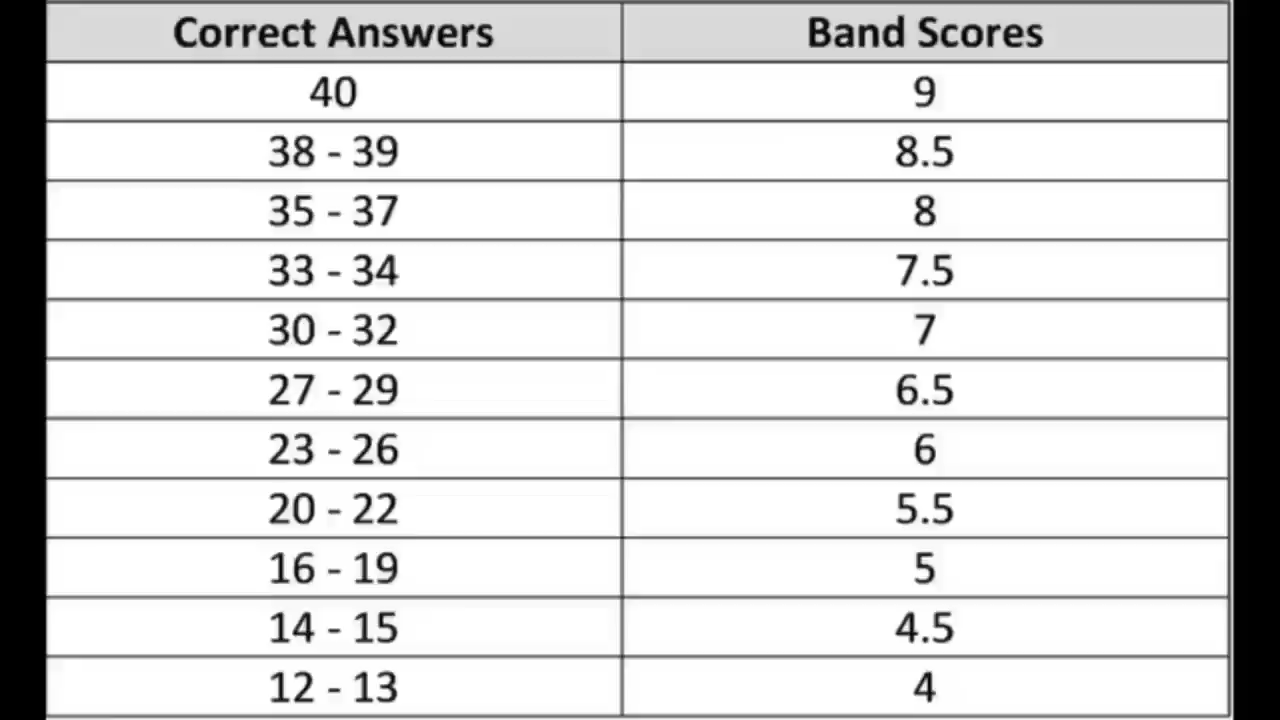 Correct Answers Band Scores
40 9
38 - 39 8.5
35 - 37 8
33 - 34 7.5
30 - 32 7
27 - 29 6.5
23 - 26 6
20 - 22 5.5
16 - 19 5
14 - 15 4.5
12 - 13 4